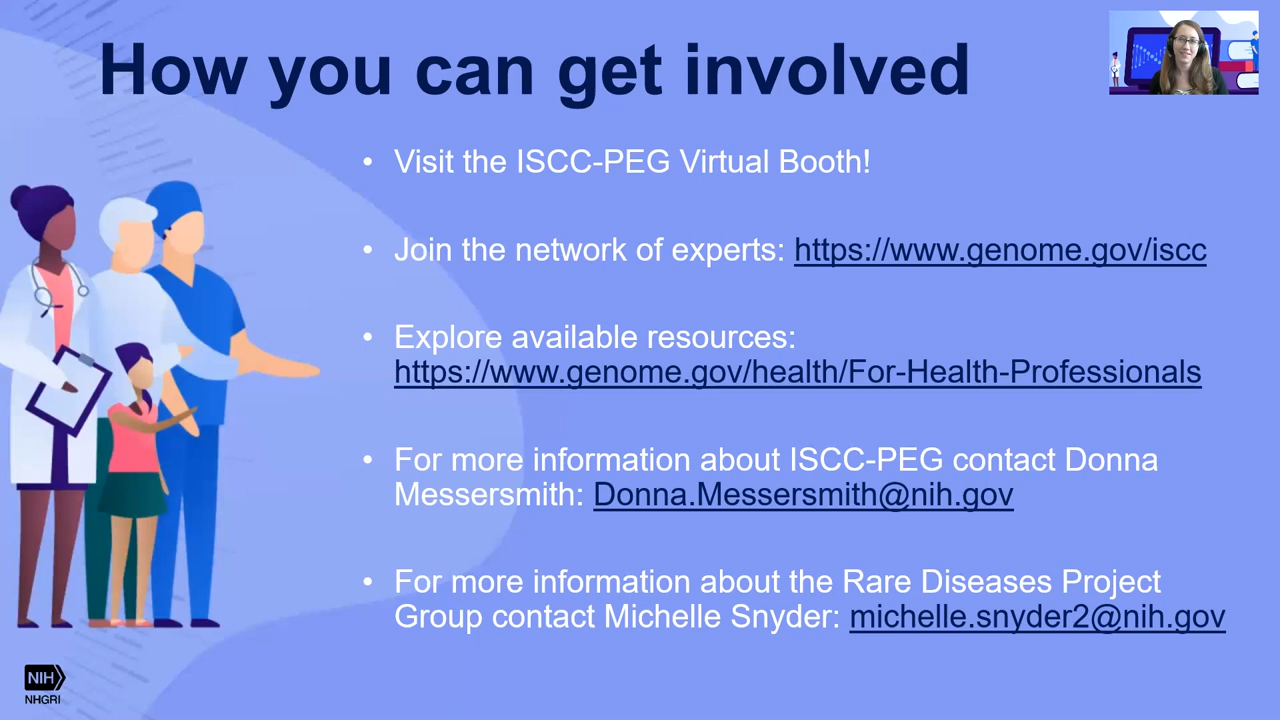 How you can get involved
• Visit the ISCC-PEG Virtual Booth!
• Join the network of experts: https://www.genome.gov/iscc
• Explore available resources:
https://www.genome.gov/health/For-Health-Professionals
• For more information about ISCC-PEG contact Donna
Messersmith: Donna.Messersmith@nih.gov
• For more information about the Rare Diseases Project
Group contact Michelle Snyder: michelle.snyder2@nih.gov
NIH
NHGRI